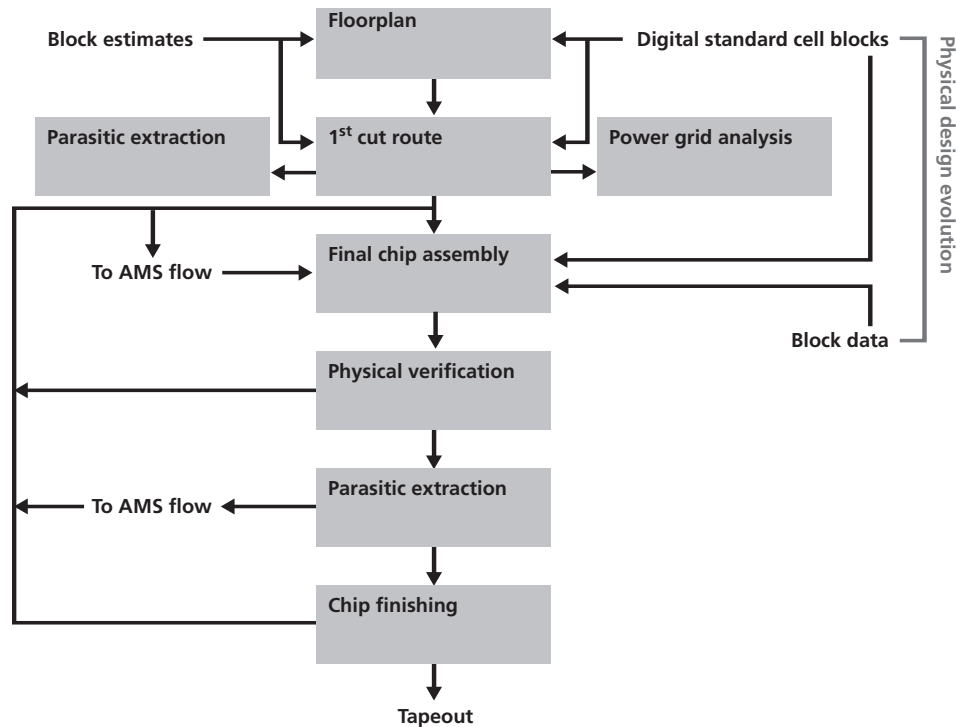 Floorplan
Block estimates
Digital standard cell blocks
Physical design evolution
Parasitic extraction
1st cut route
Power grid analysis
Final chip assembly
To AMS flow
Block data
Physical verification
Parasitic extraction
To AMS flow
Chip finishing
Tapeout